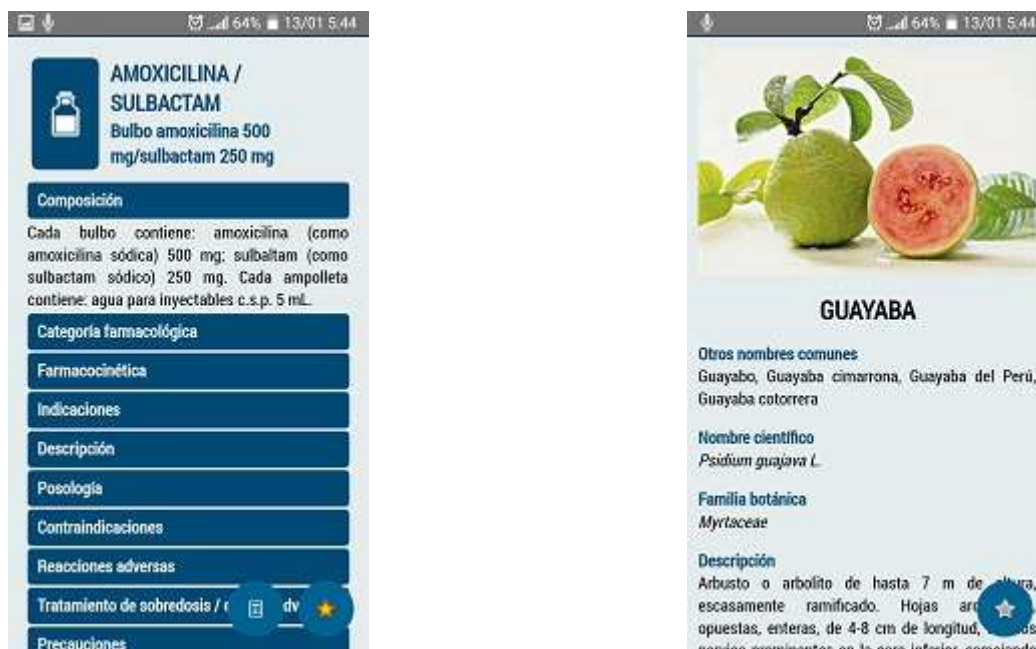 64% 13/01 5:44
AMOXICILINA /
SULBACTAM
Bulbo amoxicilina 500
mg/sulbactam 250 mg
Composición
Cada bulbo contiene: amoxicilina (como
amoxicilina sódica) 500 mg; sulbaltam (como
sulbactam sódico) 250 mg. Cada ampolleta
contiene: agua para inyectables c.s.p. 5 mL.
Categoría farmacológica
Farmacocinética
Indicaciones
Descripción
Posología
Contraindicaciones
Reacciones adversas
Tratamiento de sobredosis /
Precauciones
64% 13/01 5:44
GUAYABA
Otros nombres comunes
Guayabo, Guayaba cimarrona, Guayaba del Perú,
Guayaba cotorrera
Nombre científico
Psidium guajava L.
Familia botánica
Myrtaceae
Descripción
Arbusto o arbolito de hasta 7 m de
escasamente ramificado. Hojas
opuestas, enteras, de 4-8 cm de longitud,